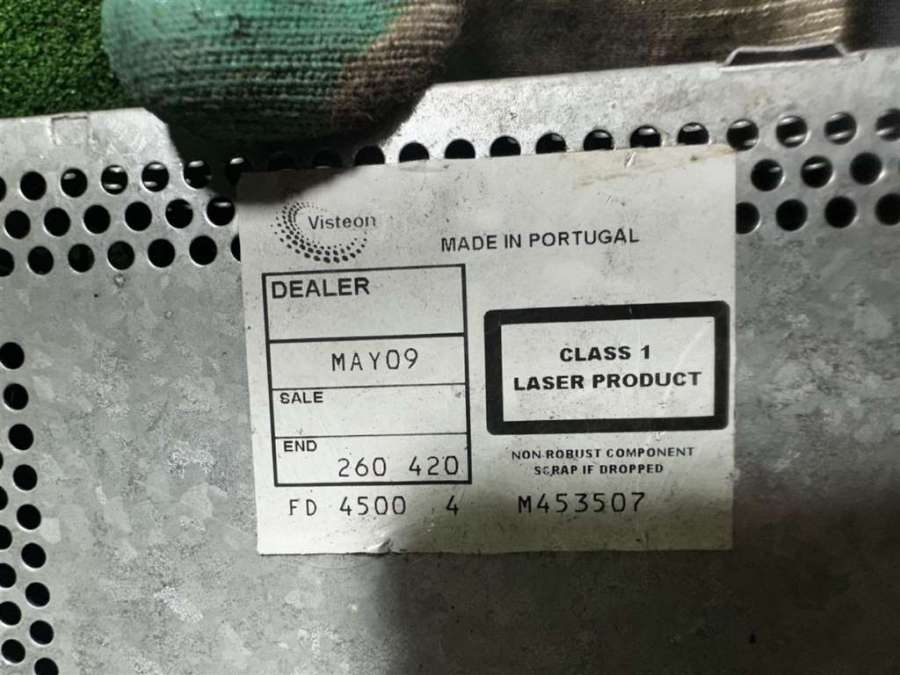 Visteon
MADE IN PORTUGAL
DEALER
MAY09
SALE
END
260 420
FD 4500 4
CLASS 1
LASER PRODUCT
NON ROBUST COMPONENT
SCRAP IF DROPPED
M453507